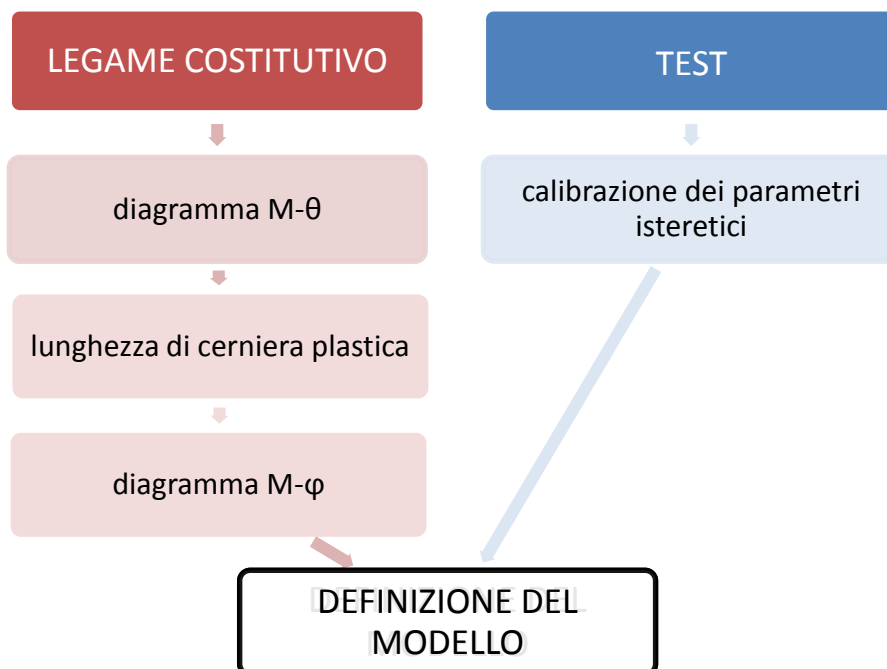 LEGAME COSTITUTIVO
diagramma M-θ
lunghezza di cerniera plastica
diagramma M-φ
TEST
calibrazione dei parametri
isteretici
DEFINIZIONE DEL
MODELLO